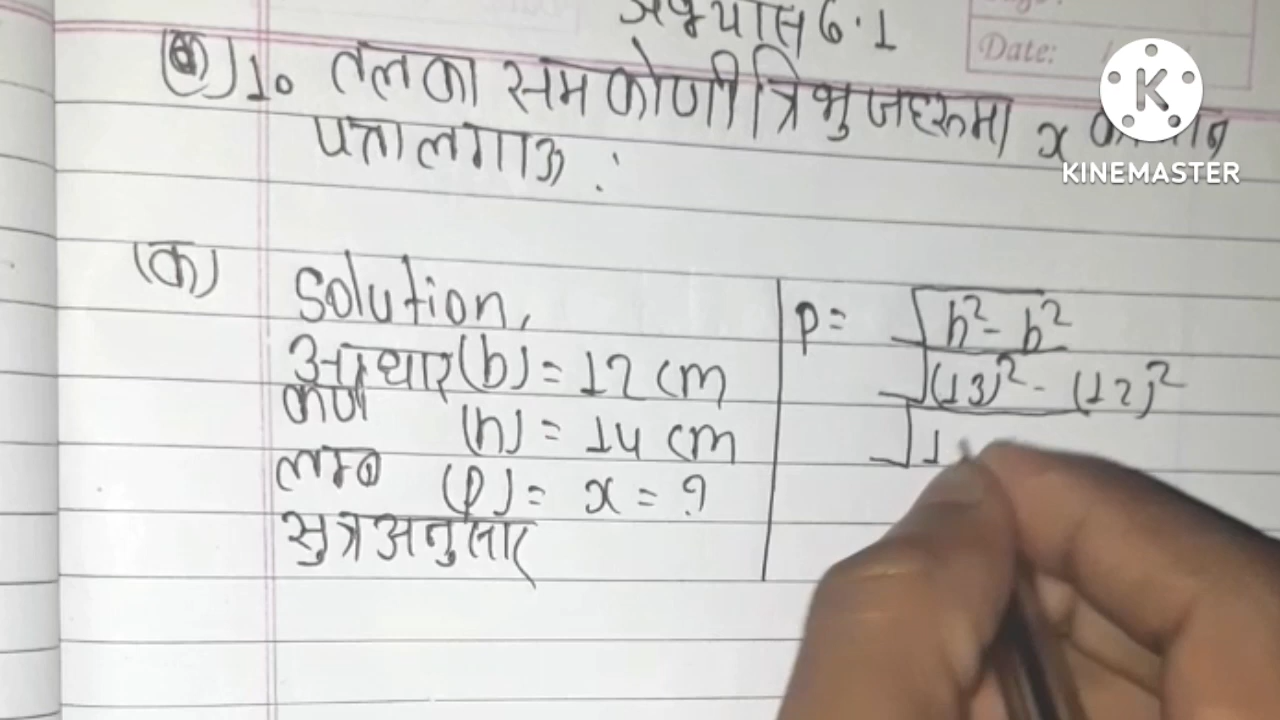 अभ्यास 6.1
Date:
K
KINEMASTER
(क) 1. तलका समकोणी त्रिभुजहरुमा x का मान
पत्ता लगाऊ :
(क) Solution,
आधार (b) = 12 cm
कर्ण (h) = 14 cm
लम्ब (p) = x = ?
सुत्र अनुसार
p = √h² - b²
√(13)² - (12)²
√1